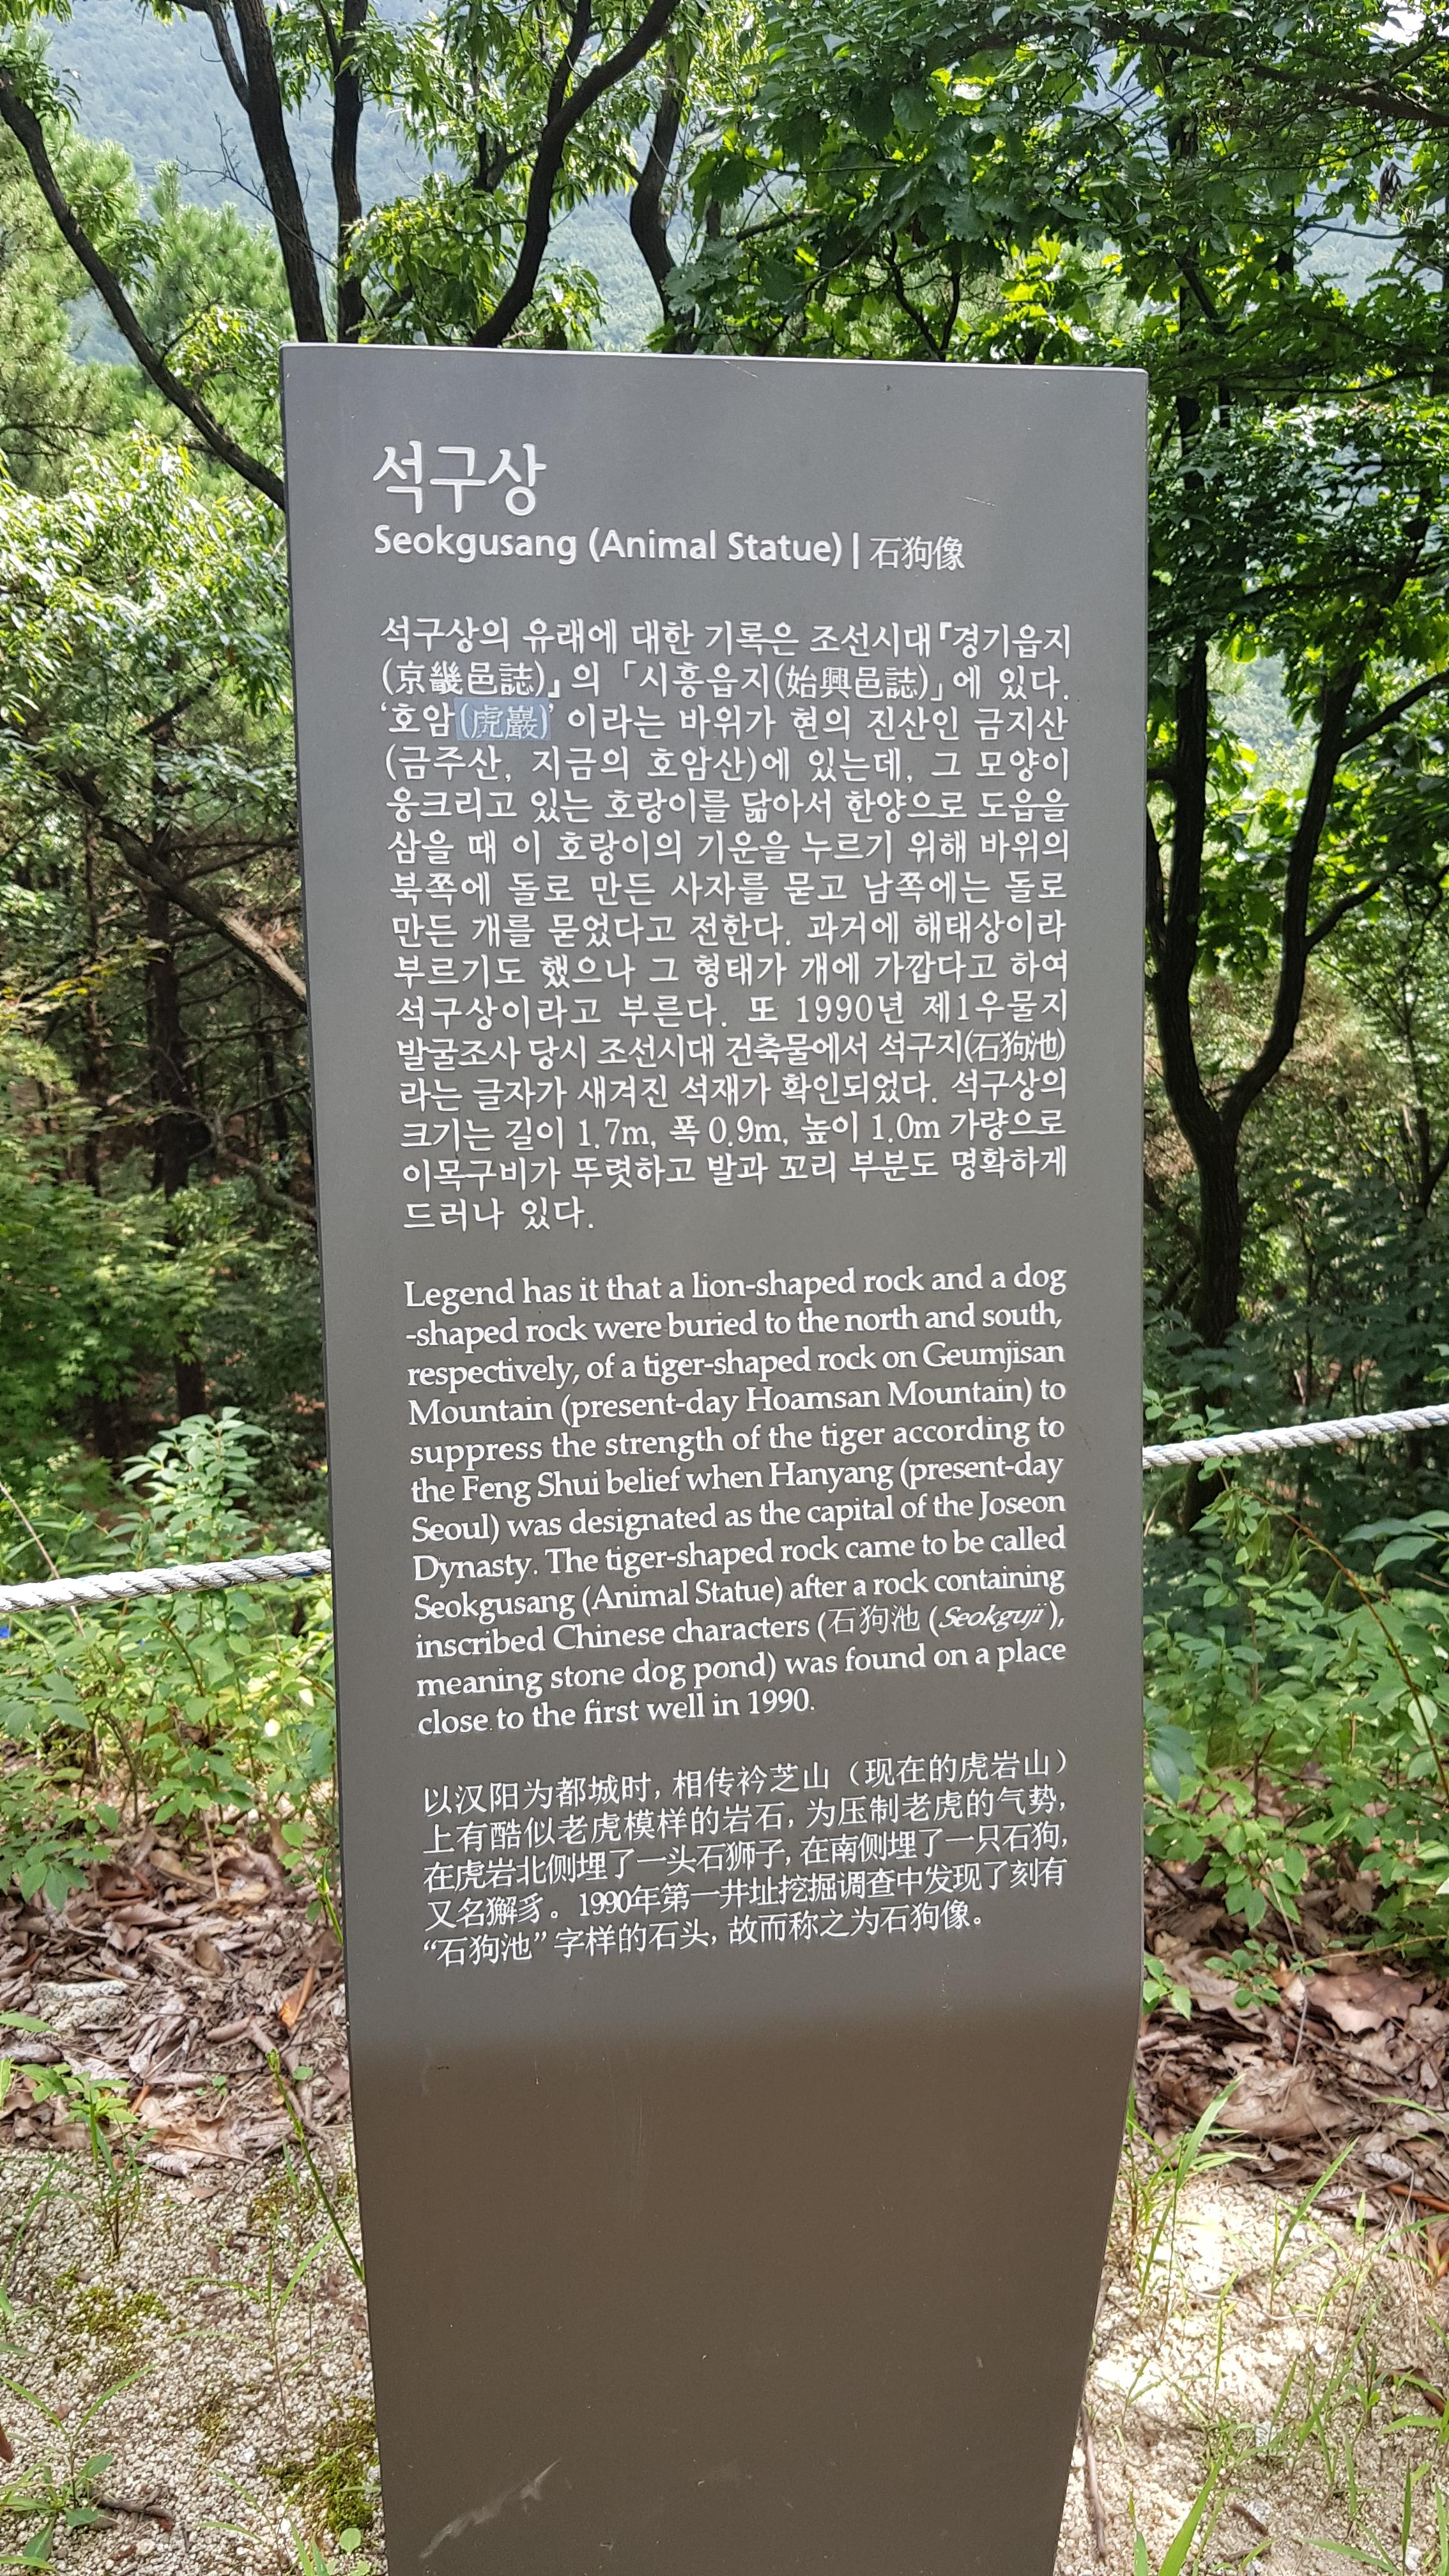 석구상
Seokgusang (Animal Statue) | 石狗像
석구상의 유래에 대한 기록은 조선시대『경기읍지
(京畿邑誌)』의 「시흥읍지(始興邑誌)」에 있다.
‘호암(虎巖)’ 이라는 바위가 현의 진산인 금지산
(금주산, 지금의 호암산)에 있는데, 그 모양이
웅크리고 있는 호랑이를 닮아서 한양으로 도읍을
삼을 때 이 호랑이의 기운을 누르기 위해 바위의
북쪽에 돌로 만든 사자를 묻고 남쪽에는 돌로
만든 개를 묻었다고 전한다. 과거에 해태상이라
부르기도 했으나 그 형태가 개에 가깝다고 하여
석구상이라고 부른다. 또 1990년 제1우물지
발굴조사 당시 조선시대 건축물에서 석구지(石狗池)
라는 글자가 새겨진 석재가 확인되었다. 석구상의
크기는 길이 1.7m, 폭 0.9m, 높이 1.0m 가량으로
이목구비가 뚜렷하고 발과 꼬리 부분도 명확하게
드러나 있다.
Legend has it that a lion-shaped rock and a dog
-shaped rock were buried to the north and south,
respectively, of a tiger-shaped rock on Geumjisan
Mountain (present-day Hoamsan Mountain) to
suppress the strength of the tiger according to
the Feng Shui belief when Hanyang (present-day
Seoul) was designated as the capital of the Joseon
Dynasty. The tiger-shaped rock came to be called
Seokgusang (Animal Statue) after a rock containing
inscribed Chinese characters (石狗池 (Seokguji),
meaning stone dog pond) was found on a place
close to the first well in 1990.
以汉阳为都城时, 相传衿芝山（现在的虎岩山）
上有酷似老虎模样的岩石, 为压制老虎的气势,
在虎岩北侧埋了一头石狮子, 在南侧埋了一只石狗,
又名獬豸。1990年第一井址挖掘调查中发现了刻有
“石狗池” 字样的石头, 故而称之为石狗像。